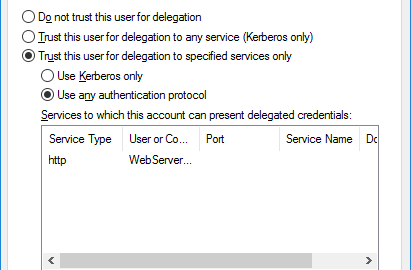 Do not trust this user for delegation
Trust this user for delegation to any service (Kerberos only)
Trust this user for delegation to specified services only
Use Kerberos only
Use any authentication protocol
Services to which this account can present delegated credentials:
Service Type User or Co... Port Service Name Do
http WebServer...